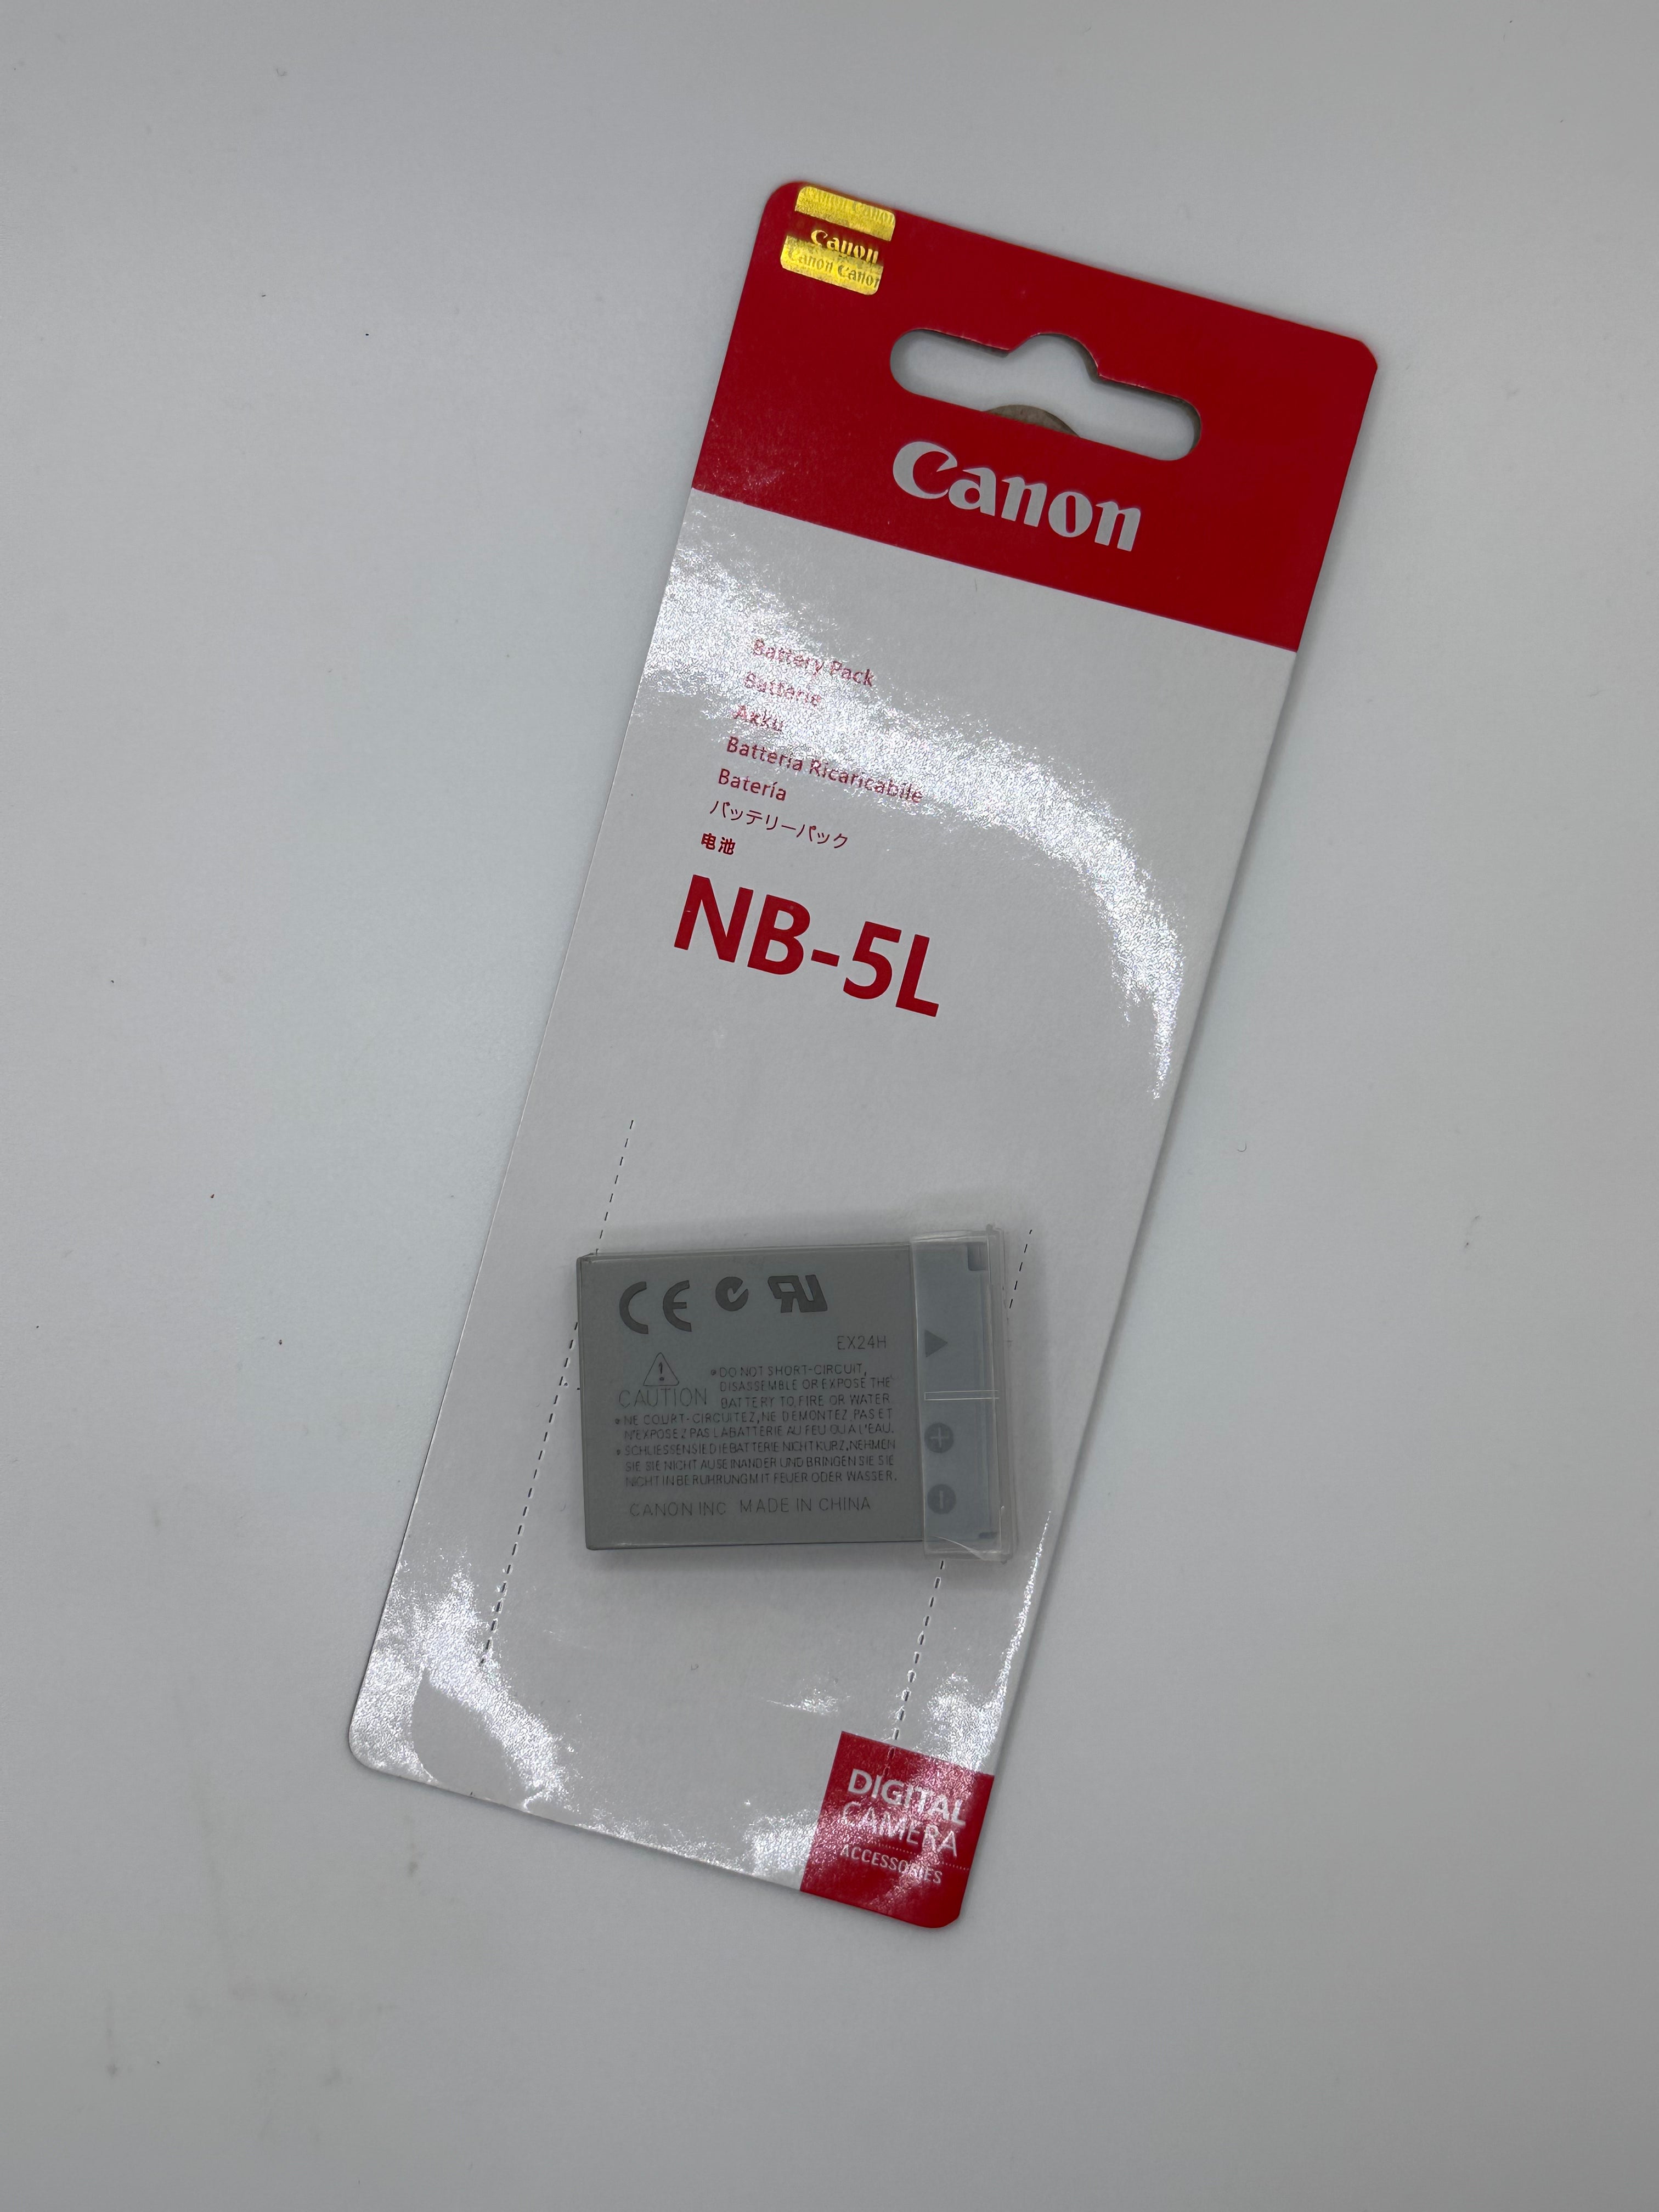 Canon Canon
Canon
Canon Canon
Canon
Battery Pack
Batterie
Akku
Batteria Ricaricabile
Batería
バッテリーパック
电池
NB-5L
CE
EX24H
CAUTION
•DO NOT SHORT-CIRCUIT,
DISASSEMBLE OR EXPOSE THE
BATTERY TO FIRE OR WATER.
•NE COURT-CIRCUITEZ,NE DEMONTEZ PAS ET
N'EXPOSEZ PAS LA BATTERIE AU FEU OU A L'EAU.
•SCHLIESSEN SIE DIE BATTERIE NICHT KURZ,NEHMEN
SIE SIE NICHT AUSEINANDER UND BRINGEN SIE SIE
NICHT IN BERUHRUNG MIT FEUER ODER WASSER.
CANON INC MADE IN CHINA
DIGITAL
CAMERA
ACCESSORIES